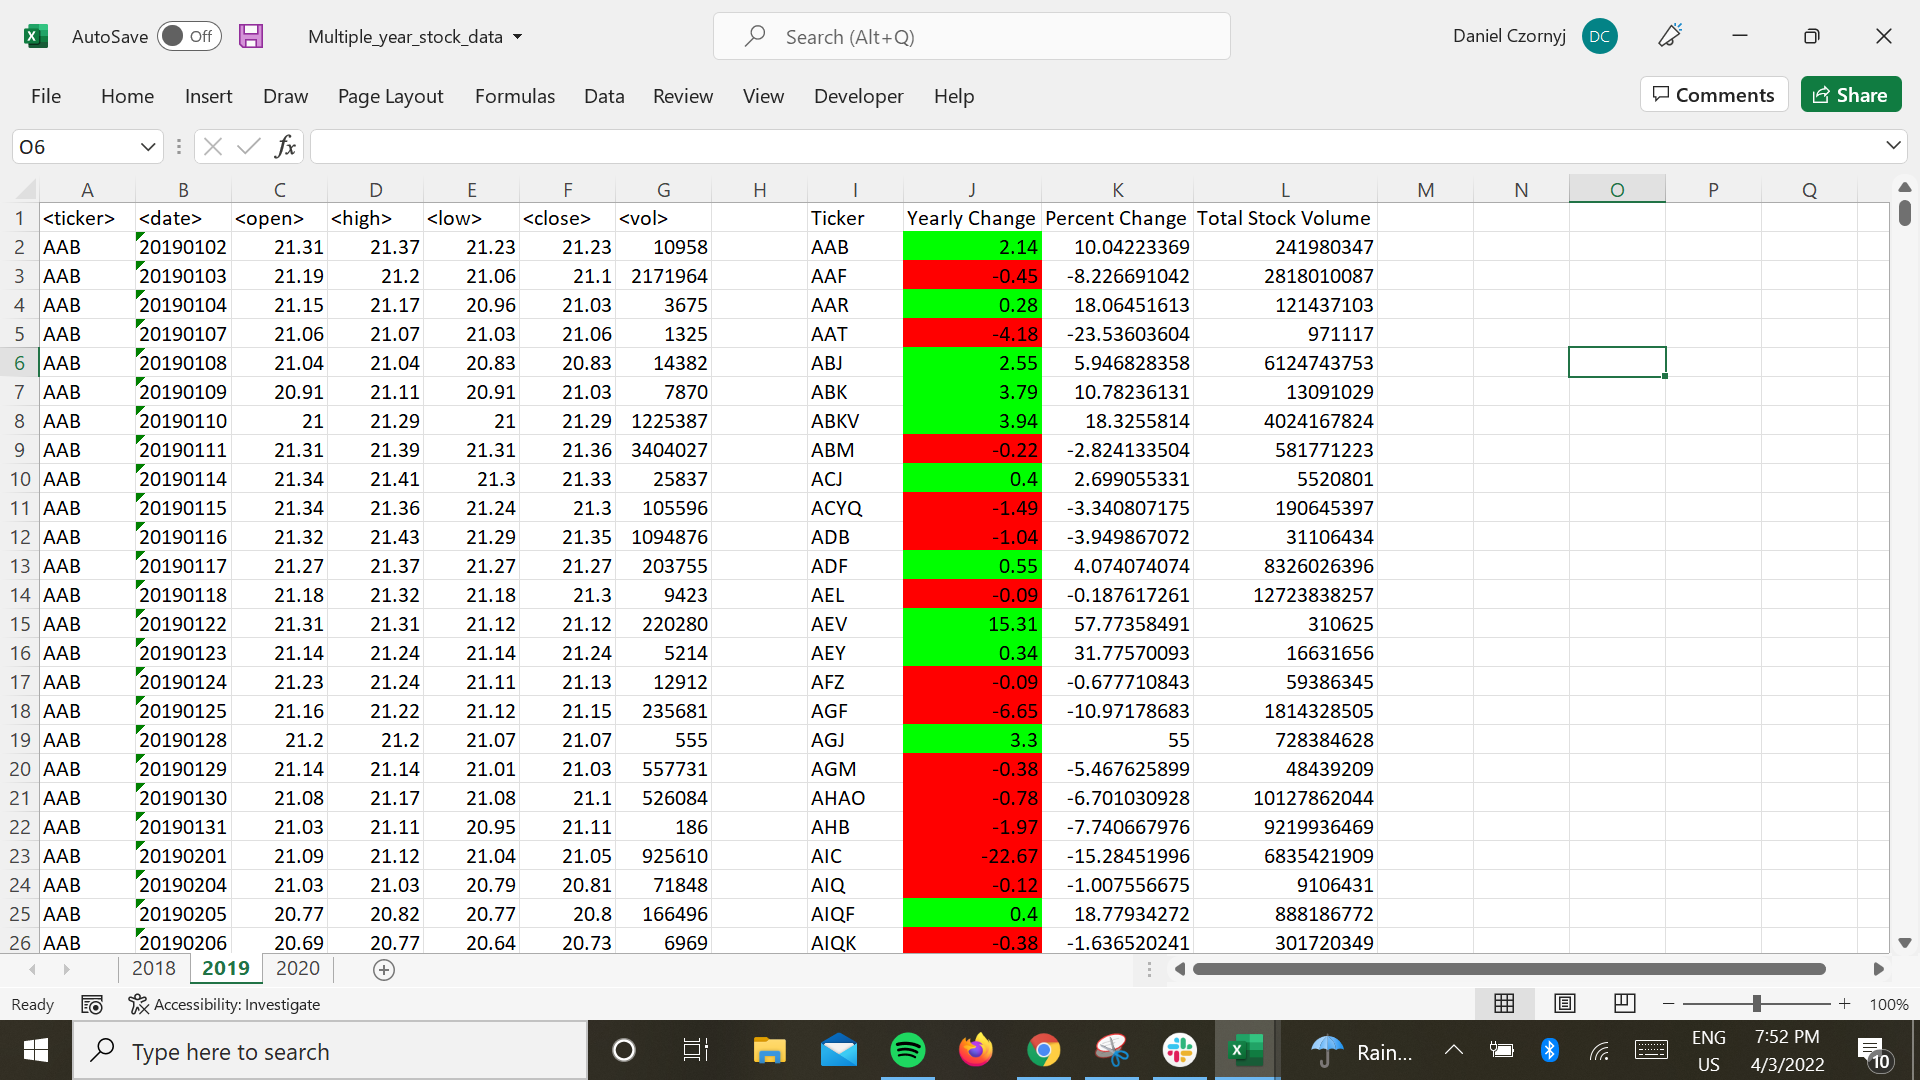 AutoSave Off Multiple_year_stock_data Search (Alt+Q) Daniel Czornyj DC
File Home Insert Draw Page Layout Formulas Data Review View Developer Help Comments Share
O6 fx
A B C D E F G H I J K L M N O P Q
1 <ticker> <date> <open> <high> <low> <close> <vol> Ticker Yearly Change Percent Change Total Stock Volume
2 AAB 20190102 21.31 21.37 21.23 21.23 10958 AAB 2.14 10.04223369 241980347
3 AAB 20190103 21.19 21.2 21.06 21.1 2171964 AAF -0.45 -8.226691042 2818010087
4 AAB 20190104 21.15 21.17 20.96 21.03 3675 AAR 0.28 18.06451613 121437103
5 AAB 20190107 21.06 21.07 21.03 21.06 1325 AAT -4.18 -23.53603604 971117
6 AAB 20190108 21.04 21.04 20.83 20.83 14382 ABJ 2.55 5.946828358 6124743753
7 AAB 20190109 20.91 21.11 20.91 21.03 7870 ABK 3.79 10.78236131 13091029
8 AAB 20190110 21 21.29 21 21.29 1225387 ABKV 3.94 18.3255814 4024167824
9 AAB 20190111 21.31 21.39 21.31 21.36 3404027 ABM -0.22 -2.824133504 581771223
10 AAB 20190114 21.34 21.41 21.3 21.33 25837 ACJ 0.4 2.699055331 5520801
11 AAB 20190115 21.34 21.36 21.24 21.3 105596 ACYQ -1.49 -3.340807175 190645397
12 AAB 20190116 21.32 21.43 21.29 21.35 1094876 ADB -1.04 -3.949867072 31106434
13 AAB 20190117 21.27 21.37 21.27 21.27 203755 ADF 0.55 4.074074074 8326026396
14 AAB 20190118 21.18 21.32 21.18 21.3 9423 AEL -0.09 -0.187617261 12723838257
15 AAB 20190122 21.31 21.31 21.12 21.12 220280 AEV 15.31 57.77358491 310625
16 AAB 20190123 21.14 21.24 21.14 21.24 5214 AEY 0.34 31.77570093 16631656
17 AAB 20190124 21.23 21.24 21.11 21.13 12912 AFZ -0.09 -0.677710843 59386345
18 AAB 20190125 21.16 21.22 21.12 21.15 235681 AGF -6.65 -10.97178683 1814328505
19 AAB 20190128 21.2 21.2 21.07 21.07 555 AGJ 3.3 55 728384628
20 AAB 20190129 21.14 21.14 21.01 21.03 557731 AGM -0.38 -5.467625899 48439209
21 AAB 20190130 21.08 21.17 21.08 21.1 526084 AHAO -0.78 -6.701030928 10127862044
22 AAB 20190131 21.03 21.11 20.95 21.11 186 AHB -1.97 -7.740667976 9219936469
23 AAB 20190201 21.09 21.12 21.04 21.05 925610 AIC -22.67 -15.28451996 6835421909
24 AAB 20190204 21.03 21.03 20.79 20.81 71848 AIQ -0.12 -1.007556675 9106431
25 AAB 20190205 20.77 20.82 20.77 20.8 166496 AIQF 0.4 18.77934272 888186772
26 AAB 20190206 20.69 20.77 20.64 20.73 6969 AIQK -0.38 -1.636520241 301720349
2018 2019 2020
Ready Accessibility: Investigate 100%
Type here to search Rain... ENG US 7:52 PM 4/3/2022 10